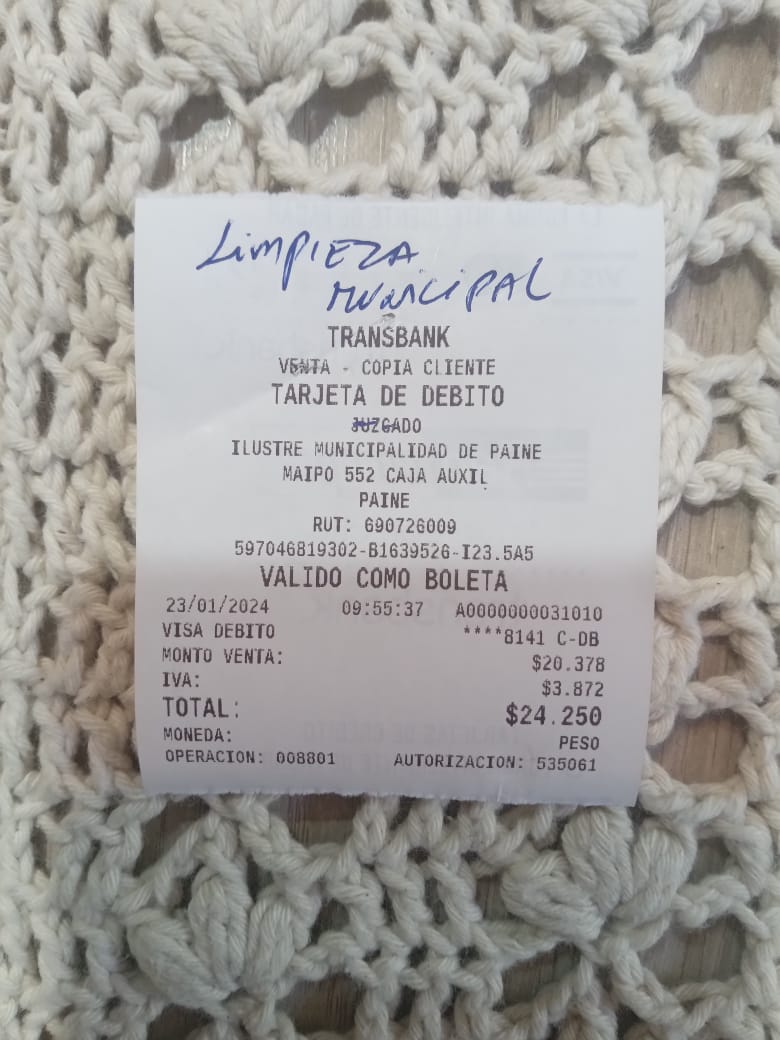 Limpieza
Municipal
TRANSBANK
VENTA - COPIA CLIENTE
TARJETA DE DEBITO
JUZGADO
ILUSTRE MUNICIPALIDAD DE PAINE
MAIPO 552 CAJA AUXIL
PAINE
RUT: 690726009
597046819302-B1639526-I23.5A5
VALIDO COMO BOLETA
23/01/2024 09:55:37 A0000000031010
VISA DEBITO ****8141 C-DB
MONTO VENTA: $20.378
IVA: $3.872
TOTAL: $24.250
MONEDA: PESO
OPERACION: 008801 AUTORIZACION: 535061